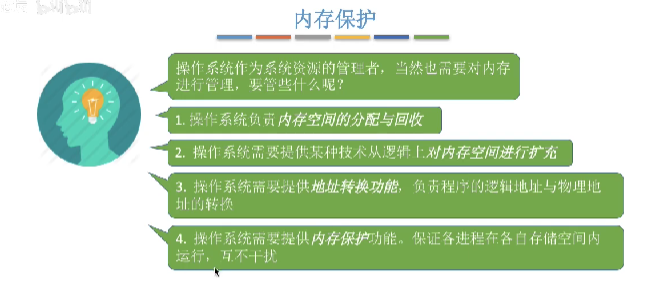 内存保护
操作系统作为系统资源的管理者，当然也需要对内存
进行管理，要管些什么呢？
1. 操作系统负责内存空间的分配与回收
2. 操作系统需要提供某种技术从逻辑上对内存空间进行扩充
3. 操作系统需要提供地址转换功能，负责程序的逻辑地址与物理地
址的转换
4. 操作系统需要提供内存保护功能。保证各进程在各自存储空间内
运行，互不干扰